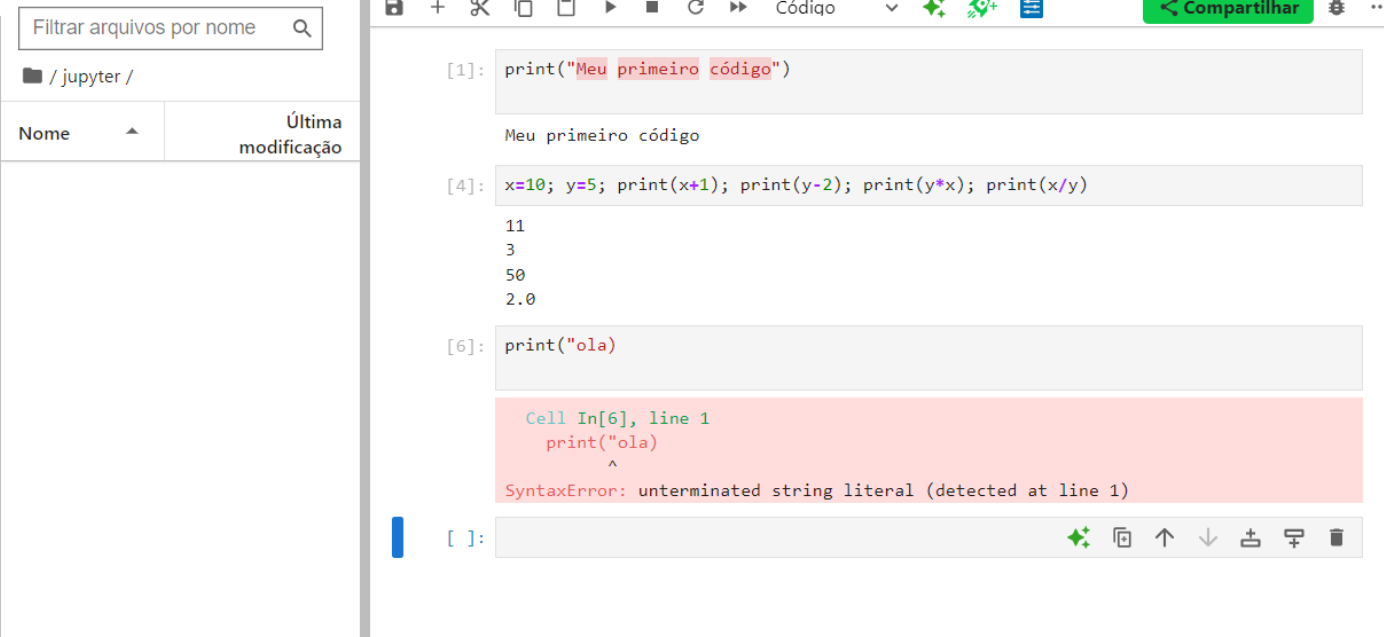 Filtrar arquivos por nome
/ jupyter /
Nome
Última
modificação
Código
Compartilhar
[1]: print("Meu primeiro código")
Meu primeiro código
[4]: x=10; y=5; print(x+1); print(y-2); print(y*x); print(x/y)
11
3
50
2.0
[6]: print("ola)
Cell In[6], line 1
print("ola)
^
SyntaxError: unterminated string literal (detected at line 1)
[ ]: